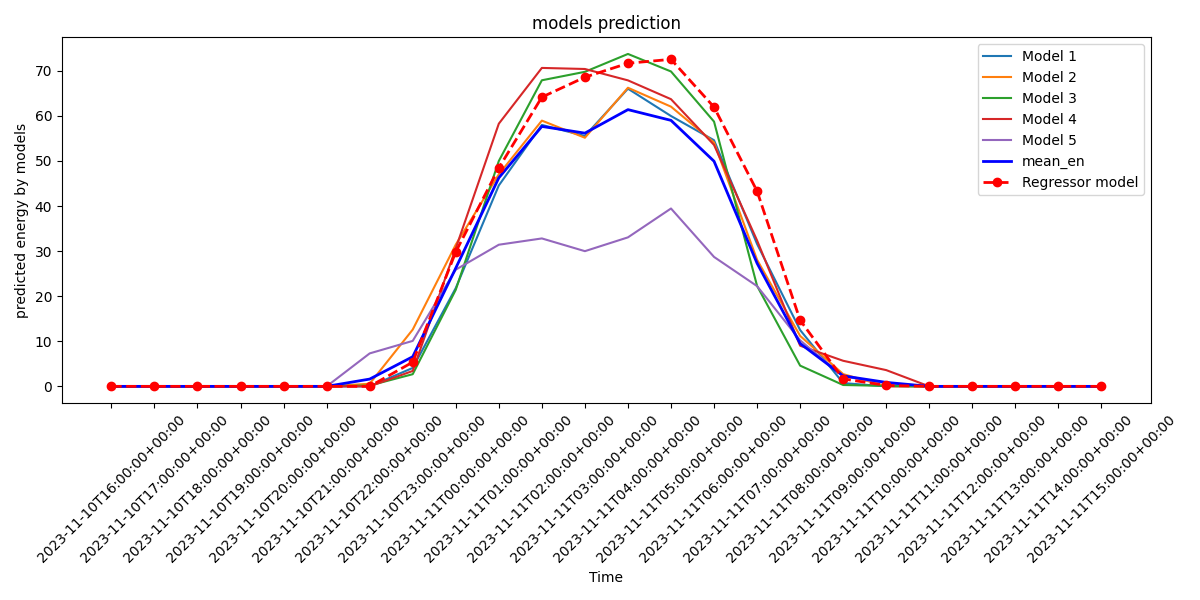 models prediction
predicted energy by models
70
60
50
40
30
20
10
0
Model 1
Model 2
Model 3
Model 4
Model 5
mean_en
Regressor model
2023-11-10T16:00:00+00:00
2023-11-10T17:00:00+00:00
2023-11-10T18:00:00+00:00
2023-11-10T19:00:00+00:00
2023-11-10T20:00:00+00:00
2023-11-10T21:00:00+00:00
2023-11-10T22:00:00+00:00
2023-11-10T23:00:00+00:00
2023-11-11T00:00:00+00:00
2023-11-11T01:00:00+00:00
2023-11-11T02:00:00+00:00
2023-11-11T03:00:00+00:00
2023-11-11T04:00:00+00:00
2023-11-11T05:00:00+00:00
2023-11-11T06:00:00+00:00
2023-11-11T07:00:00+00:00
2023-11-11T08:00:00+00:00
2023-11-11T09:00:00+00:00
2023-11-11T10:00:00+00:00
2023-11-11T11:00:00+00:00
2023-11-11T12:00:00+00:00
2023-11-11T13:00:00+00:00
2023-11-11T14:00:00+00:00
2023-11-11T15:00:00+00:00
Time